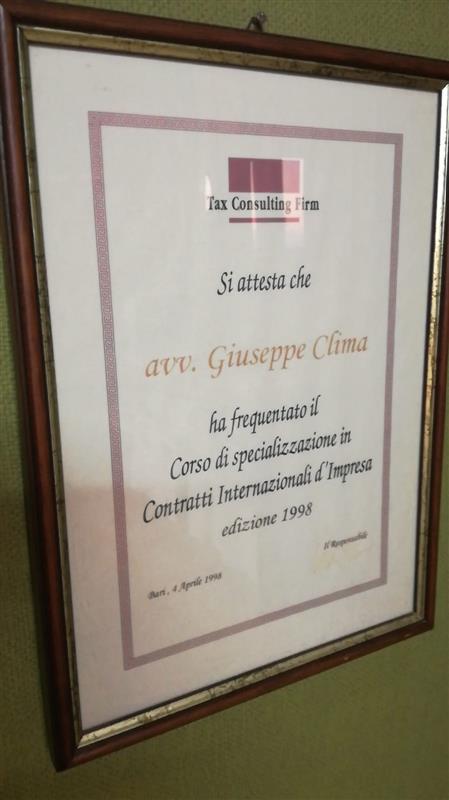 Tax Consulting Firm
Si attesta che
avv. Giuseppe Clima
ha frequentato il
Corso di specializzazione in
Contratti Internazionali d'Impresa
edizione 1998
Il Responsabile
Bari , 4 Aprile 1998